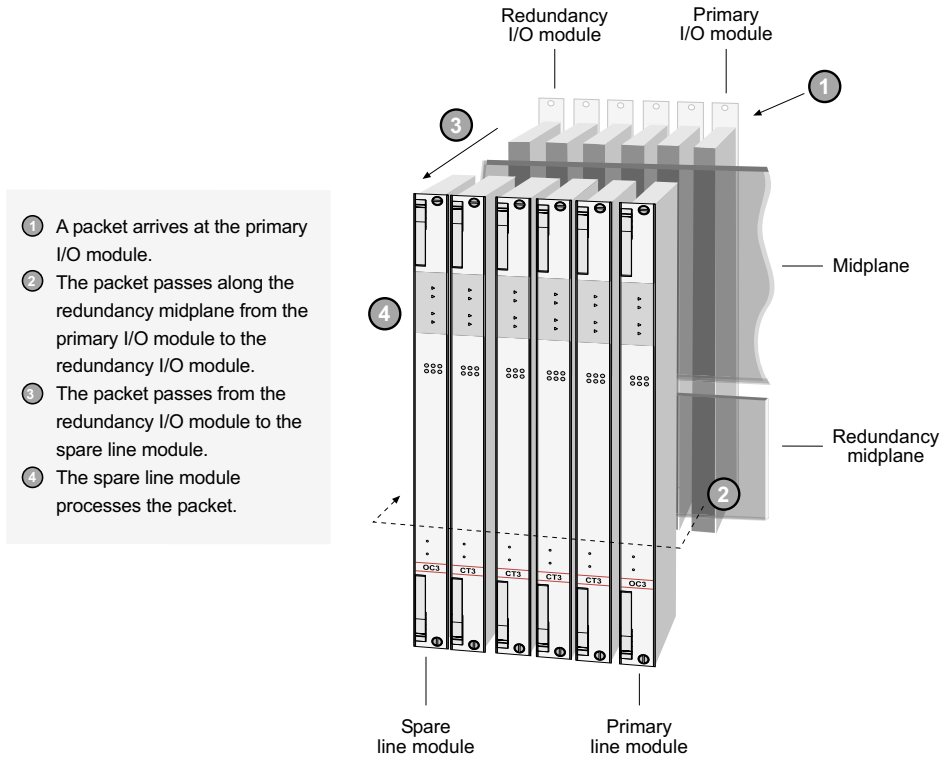 Redundancy
I/O module
Primary
I/O module
1
3
1 A packet arrives at the primary
I/O module.
2 The packet passes along the
redundancy midplane from the
primary I/O module to the
redundancy I/O module.
3 The packet passes from the
redundancy I/O module to the
spare line module.
4 The spare line module
processes the packet.
Midplane
4
Redundancy
midplane
2
OC3
CT3
CT3
CT3
CT3
OC3
Spare
line module
Primary
line module